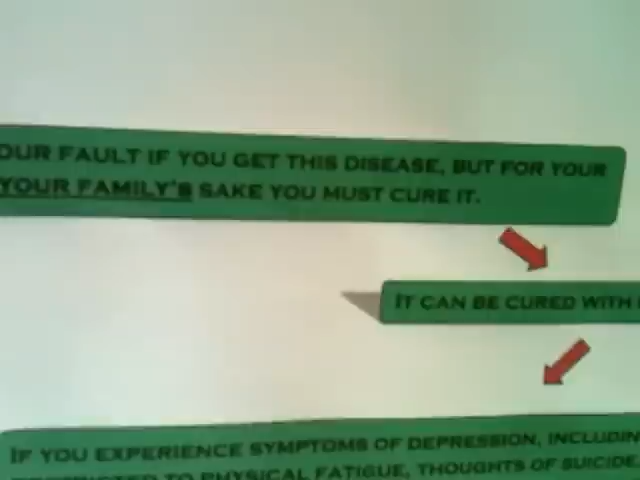 OUR FAULT IF YOU GET THIS DISEASE, BUT FOR YOUR
YOUR FAMILY'S SAKE YOU MUST CURE IT.
IT CAN BE CURED WITH
IF YOU EXPERIENCE SYMPTOMS OF DEPRESSION, INCLUDIN
TO PHYSICAL FATIGUE, THOUGHTS OF SUICIDE,